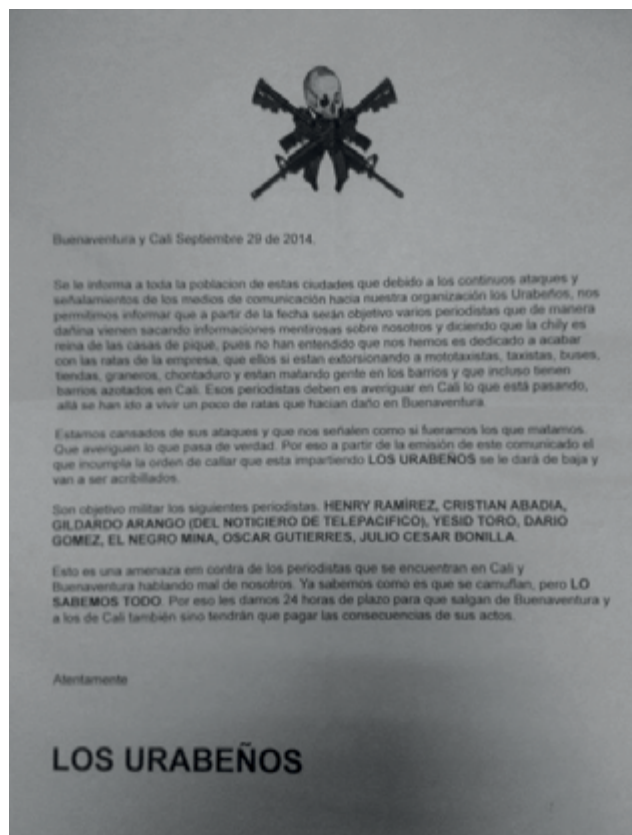 Buenaventura y Cali Septiembre 29 de 2014.
Se le informa a toda la poblacion de estas ciudades que debido a los continuos ataques y
señalamientos de los medios de comunicación hacia nuestra organización los Urabeños, nos
permitimos informar que a partir de la fecha serán objetivo varios periodistas que de manera
dañina vienen sacando informaciones mentirosas sobre nosotros y diciendo que la chily es
reina de las casas de pique, pues no han entendido que nos hemos es dedicado a acabar
con las ratas de la empresa, que ellos si estan extorsionando a mototaxistas, taxistas, buses,
tiendas, graneros, chontaduro y estan matando gente en los barrios y que incluso tienen
barrios azotados en Cali. Esos periodistas deben es averiguar en Cali lo que está pasando,
allá se han ido a vivir un poco de ratas que hacian daño en Buenaventura.
Estamos cansados de sus ataques y que nos señalen como si fueramos los que matamos.
Que averiguen lo que pasa de verdad. Por eso a partir de la emisión de este comunicado el
que incumpla la orden de callar que esta impartiendo LOS URABEÑOS se le dará de baja y
van a ser acribillados.
Son objetivo militar los siguientes periodistas. HENRY RAMÍREZ, CRISTIAN ABADIA,
GILDARDO ARANGO (DEL NOTICIERO DE TELEPACIFICO), YESID TORO, DARIO
GOMEZ, EL NEGRO MINA, OSCAR GUTIERRES, JULIO CESAR BONILLA.
Esto es una amenaza em contra de los periodistas que se encuentran en Cali y
Buenaventura hablando mal de nosotros. Ya sabemos como es que se camuflan, pero LO
SABEMOS TODO. Por eso les damos 24 horas de plazo para que salgan de Buenaventura y
a los de Cali también sino tendrán que pagar las consecuencias de sus actos.
Atentamente
LOS URABEÑOS